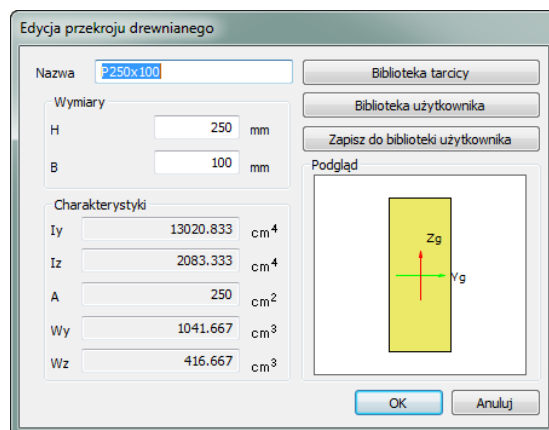 Edycja przekroju drewnianego
Nazwa P250x100
Biblioteka tarcicy
Biblioteka użytkownika
Zapisz do biblioteki użytkownika
Wymiary
H 250 mm
B 100 mm
Podgląd
Zg
Yg
Charakterystyki
Iy 13020.833 cm4
Iz 2083.333 cm4
A 250 cm2
Wy 1041.667 cm3
Wz 416.667 cm3
OK Anuluj